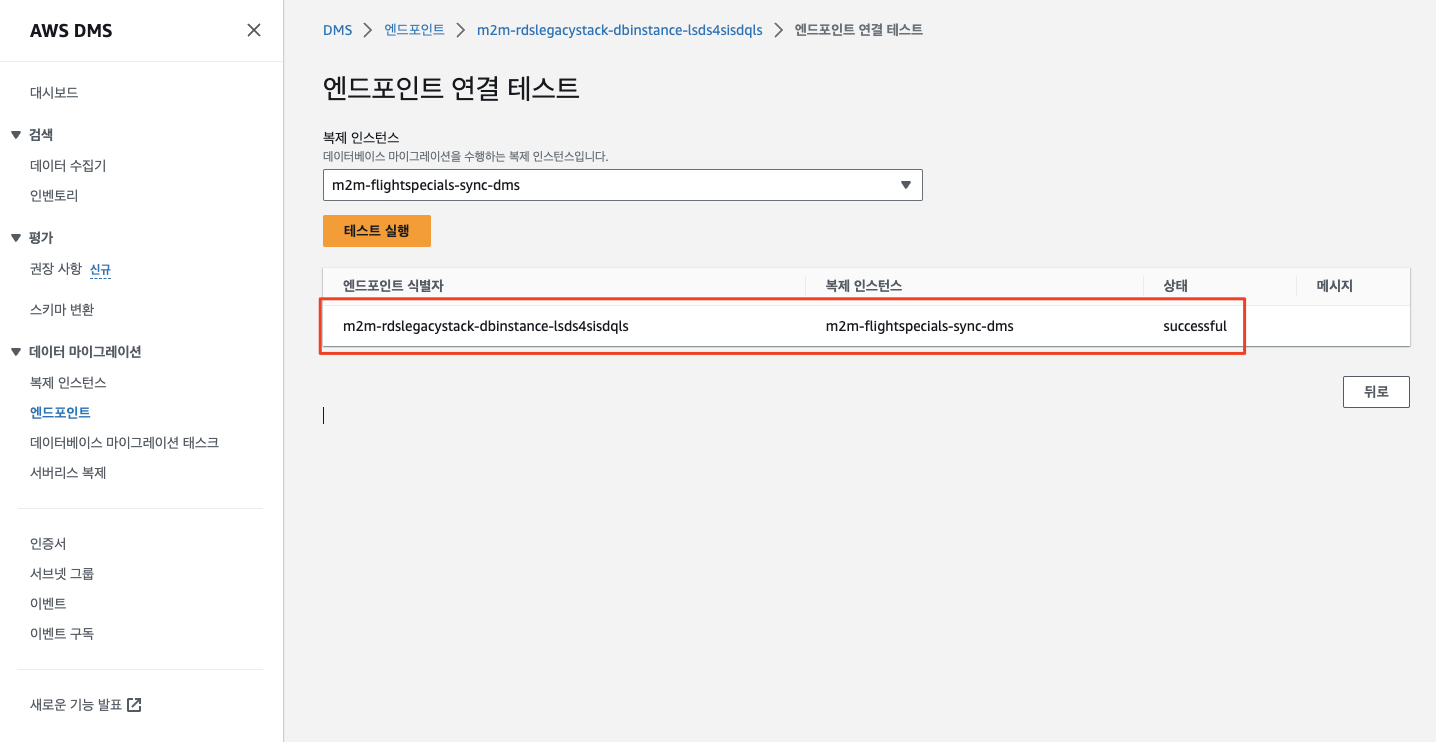 AWS DMS
대시보드
검색
데이터 수집기
인벤토리
평가
권장 사항 신규
스키마 변환
데이터 마이그레이션
복제 인스턴스
엔드포인트
데이터베이스 마이그레이션 태스크
서버리스 복제
인증서
서브넷 그룹
이벤트
이벤트 구독
새로운 기능 발표
DMS 엔드포인트 m2m-rdslegacystack-dbinstance-lsds4sisdqls 엔드포인트 연결 테스트
엔드포인트 연결 테스트
복제 인스턴스
데이터베이스 마이그레이션을 수행하는 복제 인스턴스입니다.
m2m-flightspecials-sync-dms
테스트 실행
엔드포인트 식별자 복제 인스턴스 상태 메시지
m2m-rdslegacystack-dbinstance-lsds4sisdqls m2m-flightspecials-sync-dms successful
뒤로